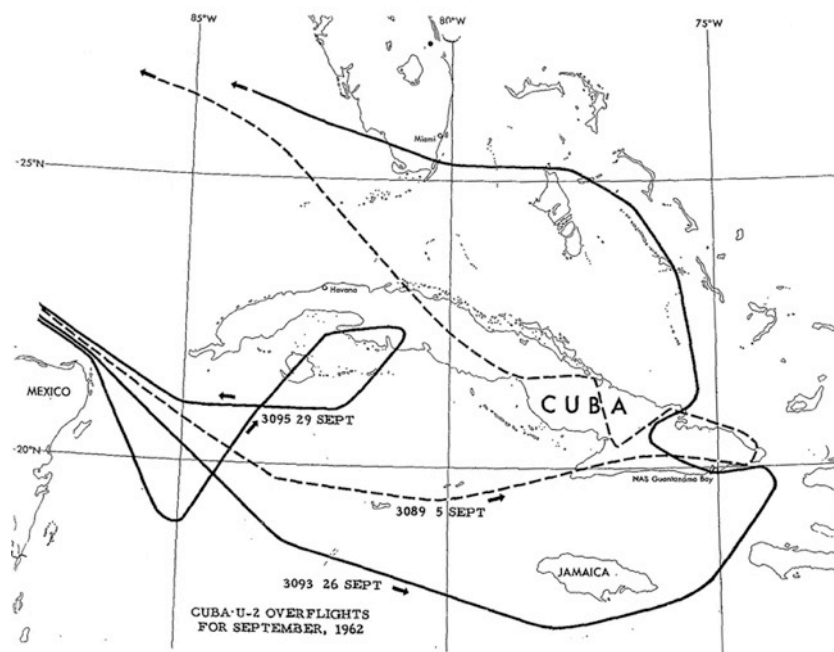 85°W
80°W
75°W
Miami
-25°N
Havana
MEXICO
CUBA
3095 29 SEPT
-20°N
NAS Guantanamo Bay
3089 5 SEPT
JAMAICA
3093 26 SEPT
CUBA-U-2 OVERFLIGHTS
FOR SEPTEMBER, 1962